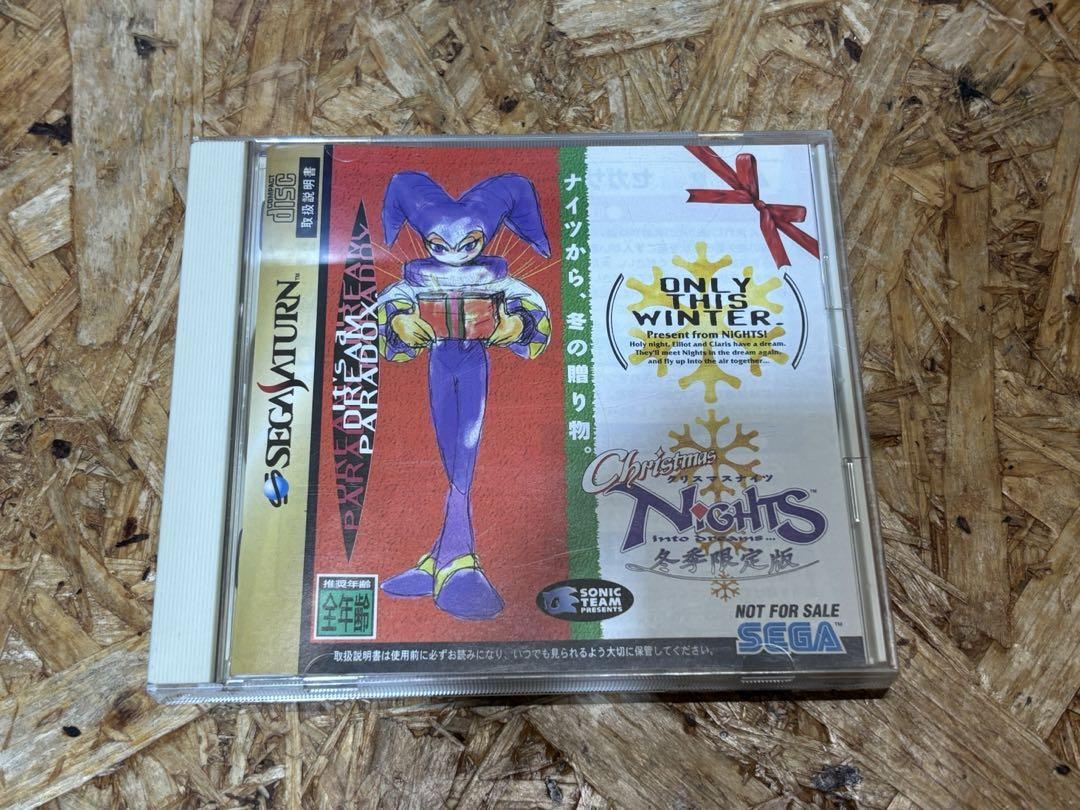 COMPACT
disc
取扱説明書
SEGA SATURN™
It's a
DREAM
PARADOX
ナイツから、冬の贈り物。
ONLY
THIS
WINTER.
Present from NiGHTS!
Holy night, Elliot and Claris have a dream.
They'll meet Nights in the dream again,
and fly up into the air together...
Christmas
クリスマスナイツ
NiGHTS™
into dreams...
冬季限定版
推奨年齢
全年齢
SONIC
TEAM
PRESENTS
NOT FOR SALE
SEGA™
取扱説明書は使用前に必ずお読みになり、いつでも見られるよう大切に保管してください。